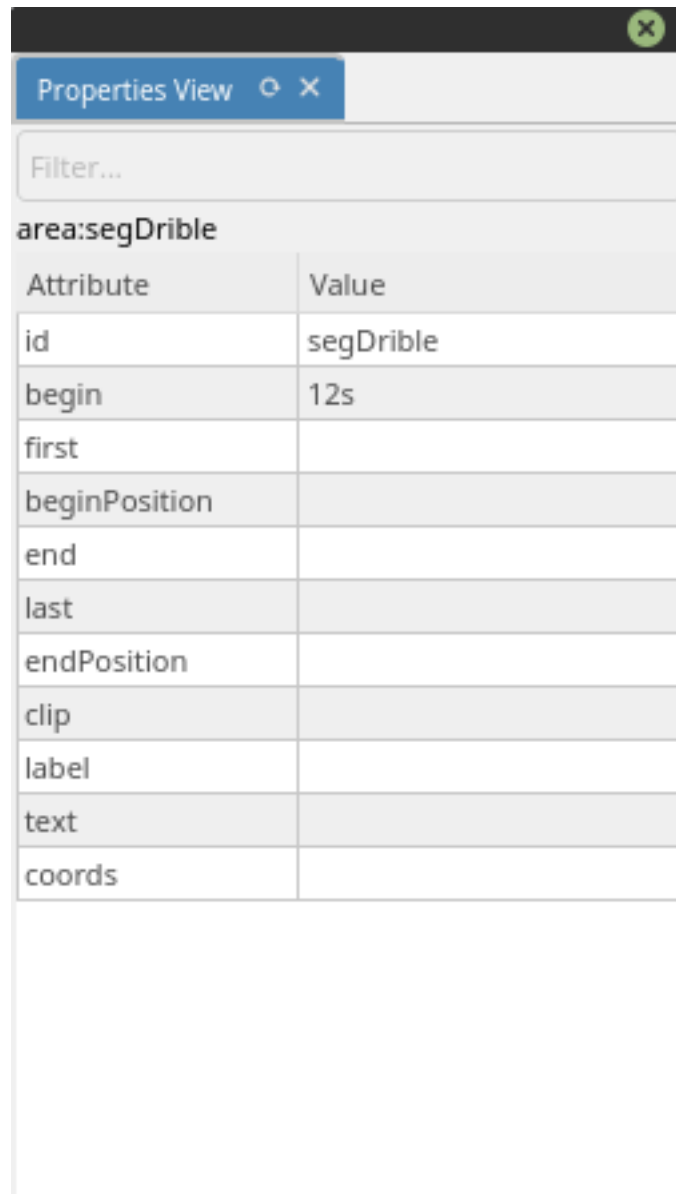 Properties View
Filter...
area:segDrible
Attribute Value
id segDrible
begin 12s
first
beginPosition
end
last
endPosition
clip
label
text
coords